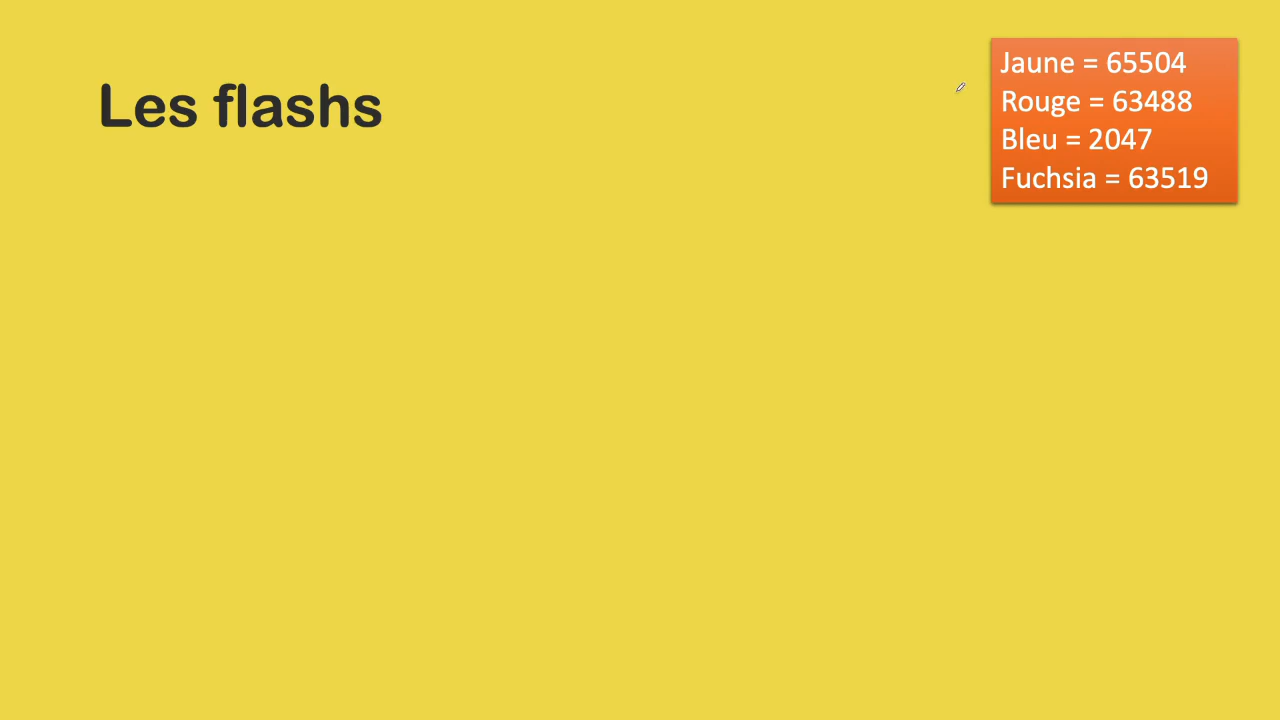 Les flashs
Jaune = 65504
Rouge = 63488
Bleu = 2047
Fuchsia = 63519